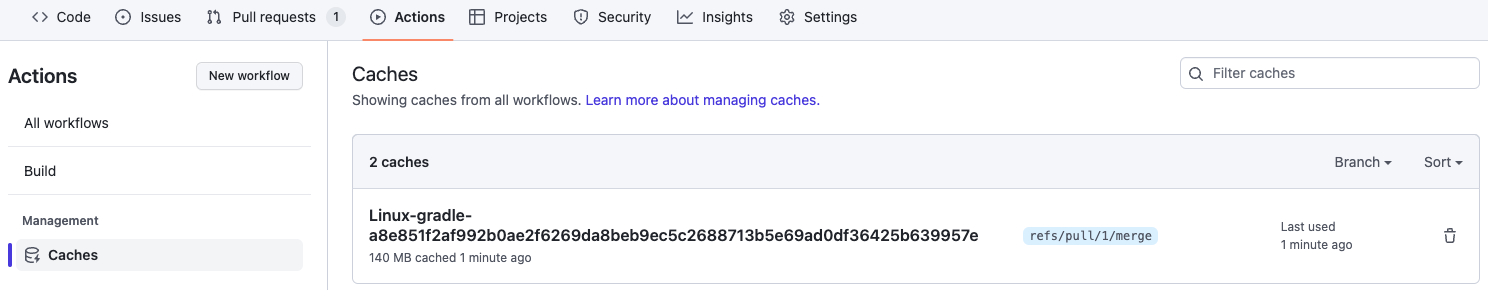 Code Issues Pull requests 1 Actions Projects Security Insights Settings
Actions
New workflow
All workflows
Build
Management
Caches
Caches
Filter caches
Showing caches from all workflows. Learn more about managing caches.
2 caches
Branch
Sort
Linux-gradle-
a8e851f2af992b0ae2f6269da8beb9ec5c2688713b5e69ad0df36425b639957e
140 MB cached 1 minute ago
refs/pull/1/merge
Last used
1 minute ago